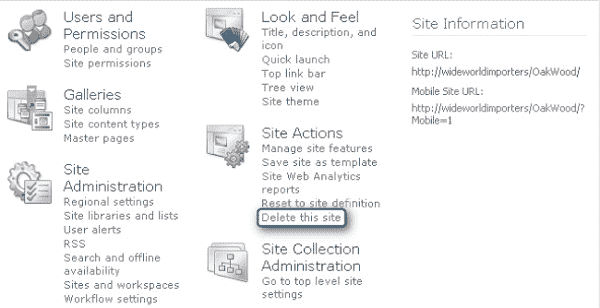 Users and
Permissions
People and groups
Site permissions
Galleries
Site columns
Site content types
Master pages
Site
Administration
Regional settings
Site libraries and lists
User alerts
RSS
Search and offline
availability
Sites and workspaces
Workflow settings
Look and Feel
Title, description, and
icon
Quick launch
Top link bar
Tree view
Site theme
Site Actions
Manage site features
Save site as template
Site Web Analytics
reports
Reset to site definition
Delete this site
Site Collection
Administration
Go to top level site
settings
Site Information
Site URL:
http://wideworldimporters/OakWood/
Mobile Site URL:
http://wideworldimporters/OakWood/?
Mobile=1